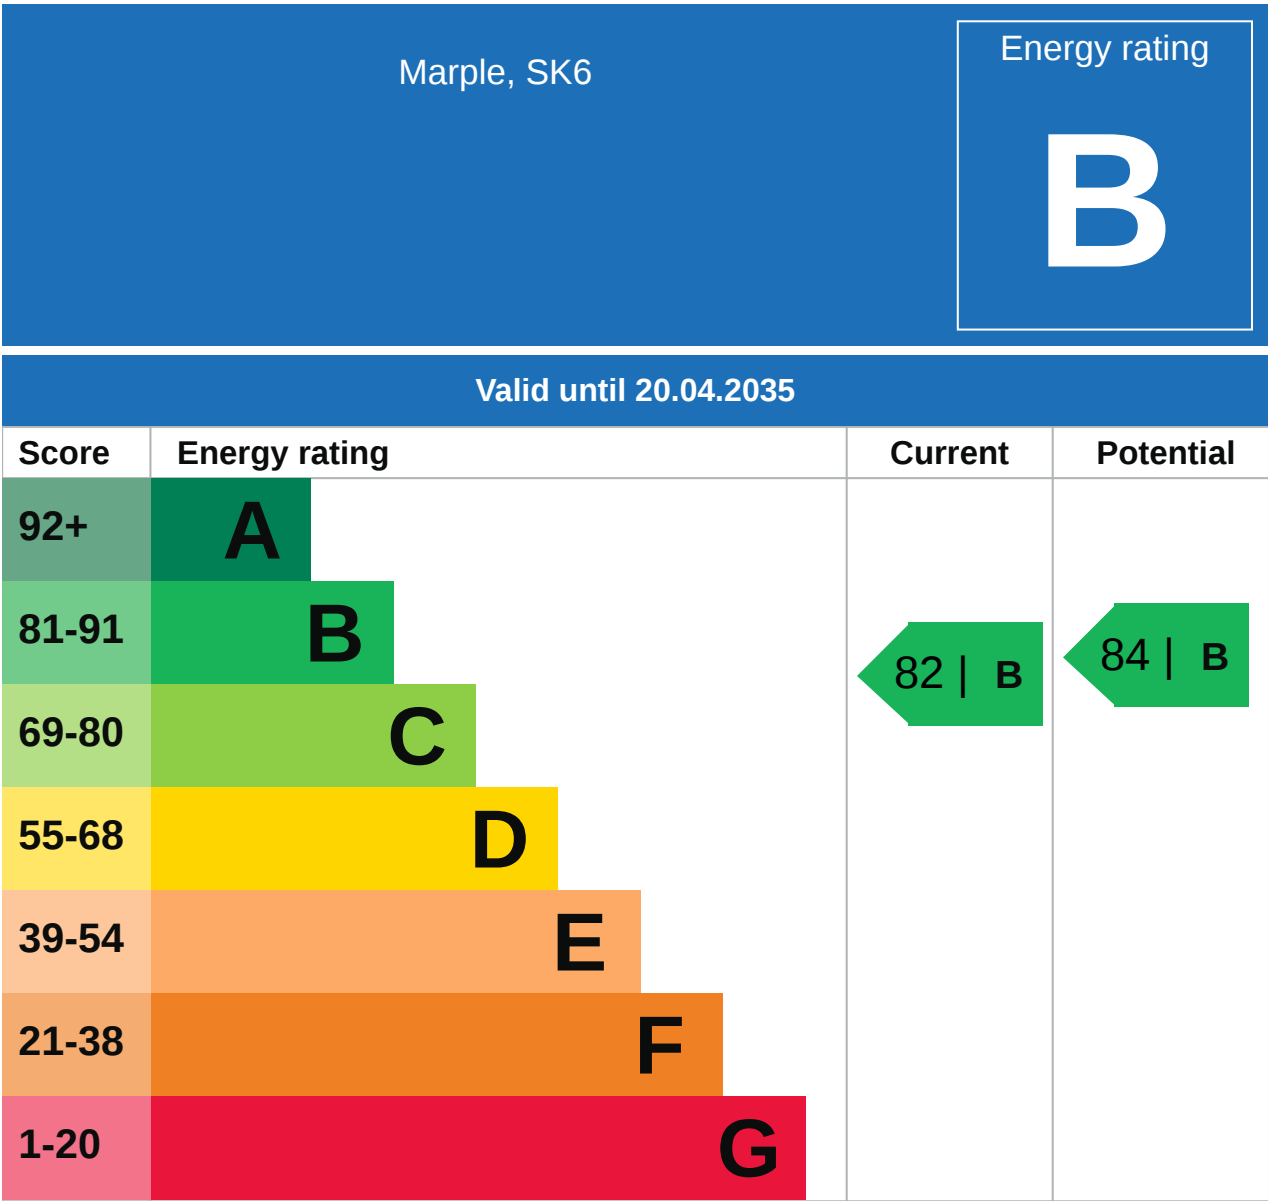 Marple, SK6
Energy rating
B
Valid until 20.04.2035
Score Energy rating Current Potential
92+ A
81-91 B
82 | B 84 | B
69-80 C
55-68 D
39-54 E
21-38 F
1-20 G